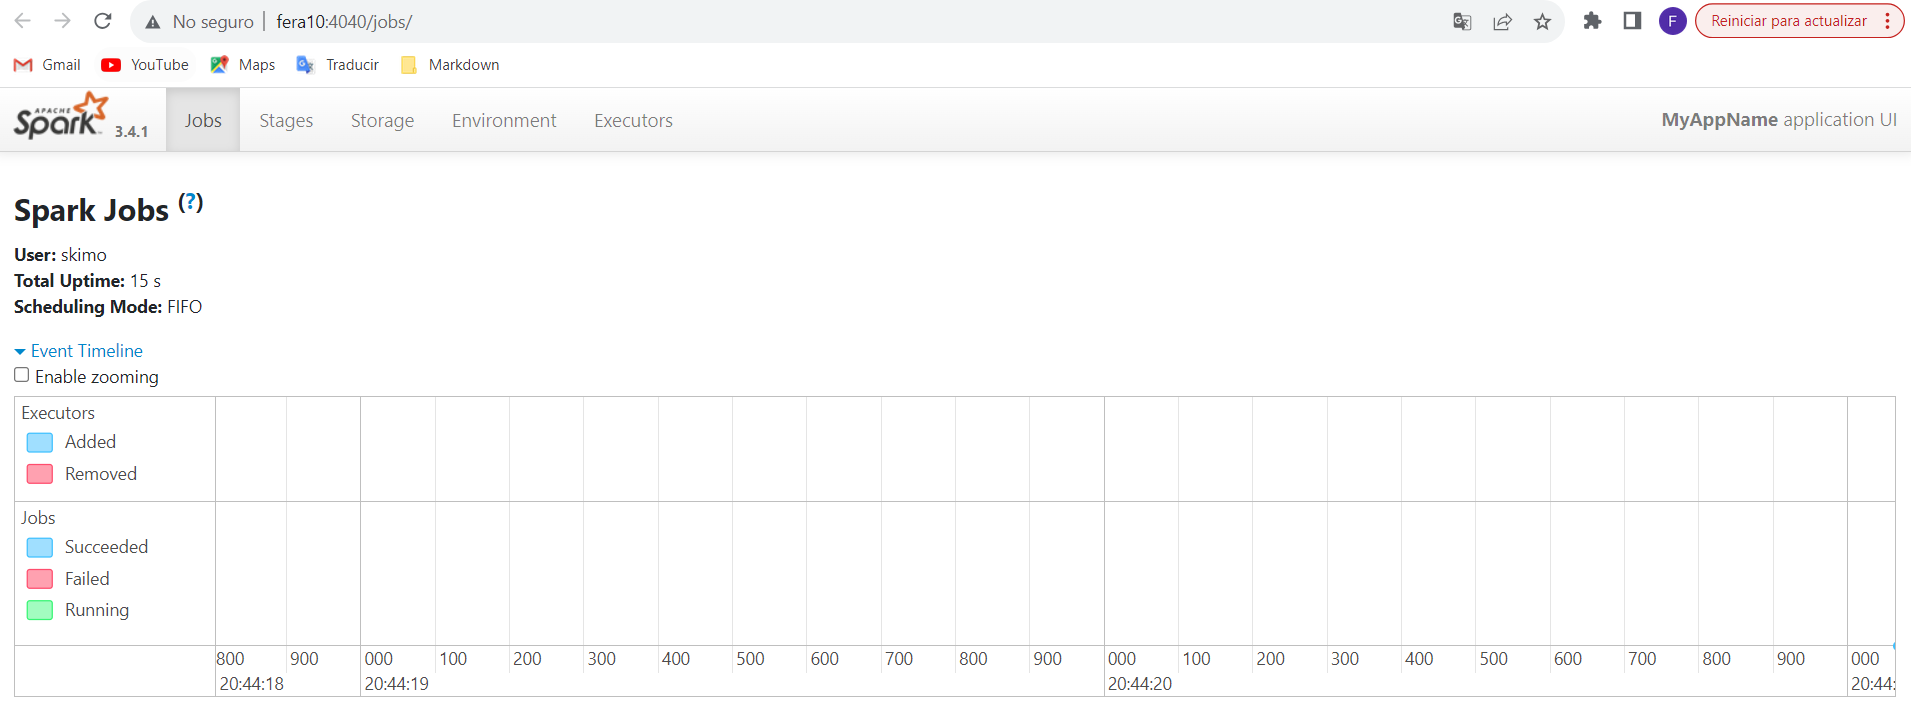 No seguro fera10:4040/jobs/ F Reiniciar para actualizar
Gmail YouTube Maps Traducir Markdown
APACHE Spark 3.4.1 Jobs Stages Storage Environment Executors MyAppName application UI
Spark Jobs (?)
User: skimo
Total Uptime: 15 s
Scheduling Mode: FIFO
Event Timeline
Enable zooming
Executors
Added
Removed
Jobs
Succeeded
Failed
Running
800 900 000 100 200 300 400 500 600 700 800 900 000 100 200 300 400 500 600 700 800 900 000
20:44:18 20:44:19 20:44:20 20:44: